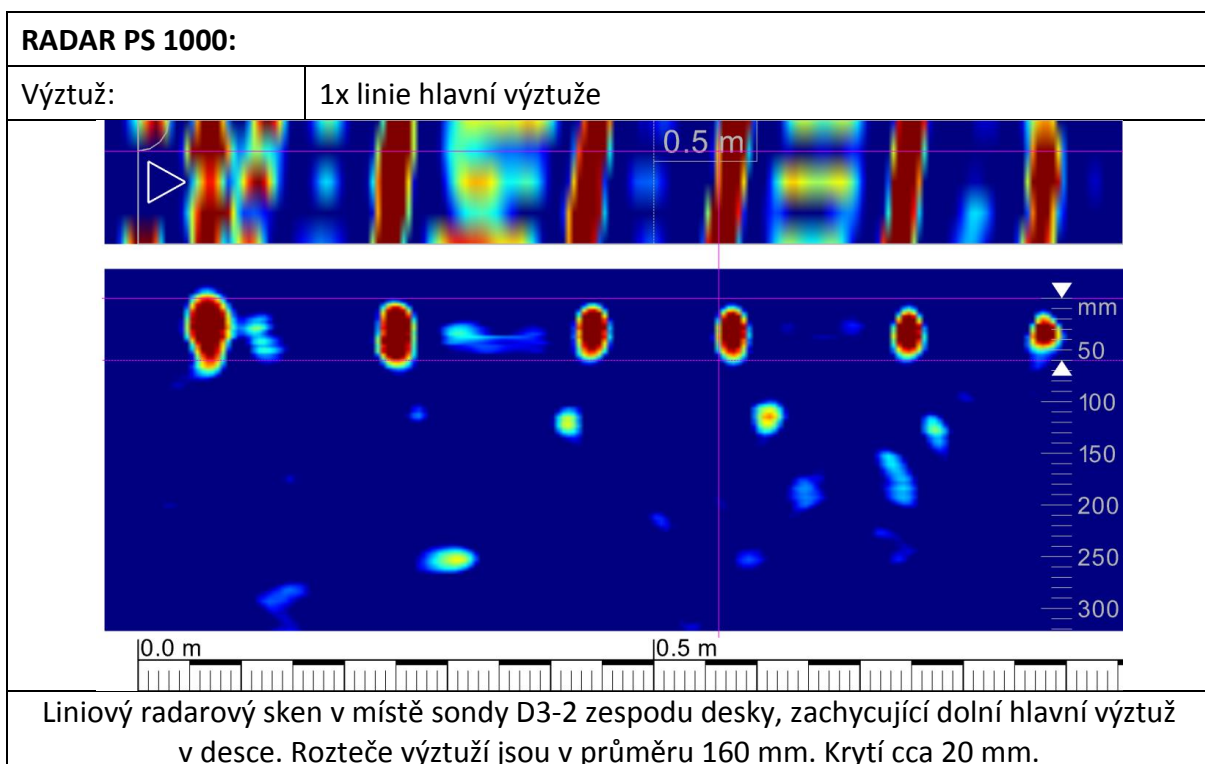 RADAR PS 1000:
Výztuž:
1x linie hlavní výztuže
0.5 m
mm
50
100
150
200
250
300
0.0 m
0.5 m
Liniový radarový sken v místě sondy D3-2 zespodu desky, zachycující dolní hlavní výztuž
v desce. Rozteče výztuží jsou v průměru 160 mm. Krytí cca 20 mm.